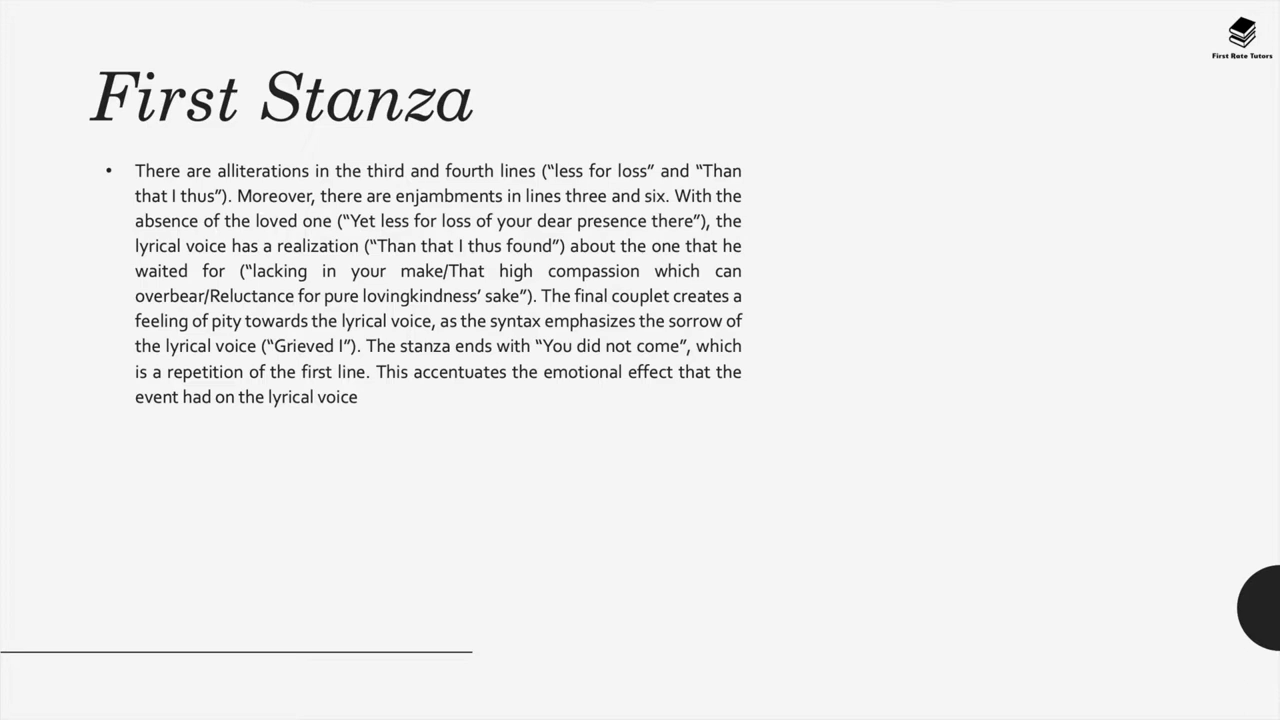 First Rate Tutors
First Stanza
• There are alliterations in the third and fourth lines (“less for loss” and “Than
that I thus”). Moreover, there are enjambments in lines three and six. With the
absence of the loved one (“Yet less for loss of your dear presence there”), the
lyrical voice has a realization (“Than that I thus found”) about the one that he
waited for (“lacking in your make/That high compassion which can
overbear/Reluctance for pure lovingkindness’ sake”). The final couplet creates a
feeling of pity towards the lyrical voice, as the syntax emphasizes the sorrow of
the lyrical voice (“Grieved I”). The stanza ends with “You did not come”, which
is a repetition of the first line. This accentuates the emotional effect that the
event had on the lyrical voice